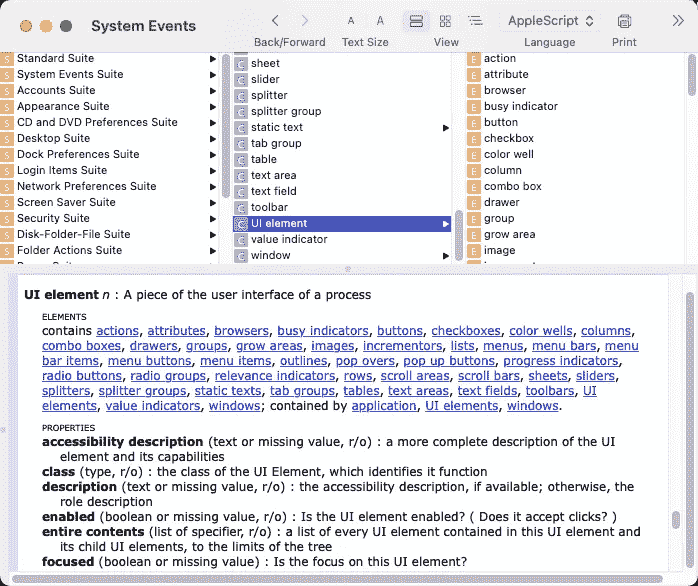 System Events
A A
AppleScript
Back/Forward Text Size View Language Print
Standard Suite
System Events Suite
Accounts Suite
Appearance Suite
CD and DVD Preferences Suite
Desktop Suite
Dock Preferences Suite
Login Items Suite
Network Preferences Suite
Screen Saver Suite
Security Suite
Disk-Folder-File Suite
Folder Actions Suite
sheet
slider
splitter
splitter group
static text
tab group
table
text area
text field
toolbar
UI element
value indicator
window
action
attribute
browser
busy indicator
button
checkbox
color well
column
combo box
drawer
group
grow area
image
UI element n : A piece of the user interface of a process
ELEMENTS
contains actions, attributes, browsers, busy indicators, buttons, checkboxes, color wells, columns,
combo boxes, drawers, groups, grow areas, images, incrementors, lists, menus, menu bars, menu
bar items, menu buttons, menu items, outlines, pop overs, pop up buttons, progress indicators,
radio buttons, radio groups, relevance indicators, rows, scroll areas, scroll bars, sheets, sliders,
splitters, splitter groups, static texts, tab groups, tables, text areas, text fields, toolbars, UI
elements, value indicators, windows; contained by application, UI elements, windows.
PROPERTIES
accessibility description (text or missing value, r/o) : a more complete description of the UI
element and its capabilities
class (type, r/o) : the class of the UI Element, which identifies it function
description (text or missing value, r/o) : the accessibility description, if available; otherwise, the
role description
enabled (boolean or missing value, r/o) : Is the UI element enabled? ( Does it accept clicks? )
entire contents (list of specifier, r/o) : a list of every UI element contained in this UI element and
its child UI elements, to the limits of the tree
focused (boolean or missing value) : Is the focus on this UI element?